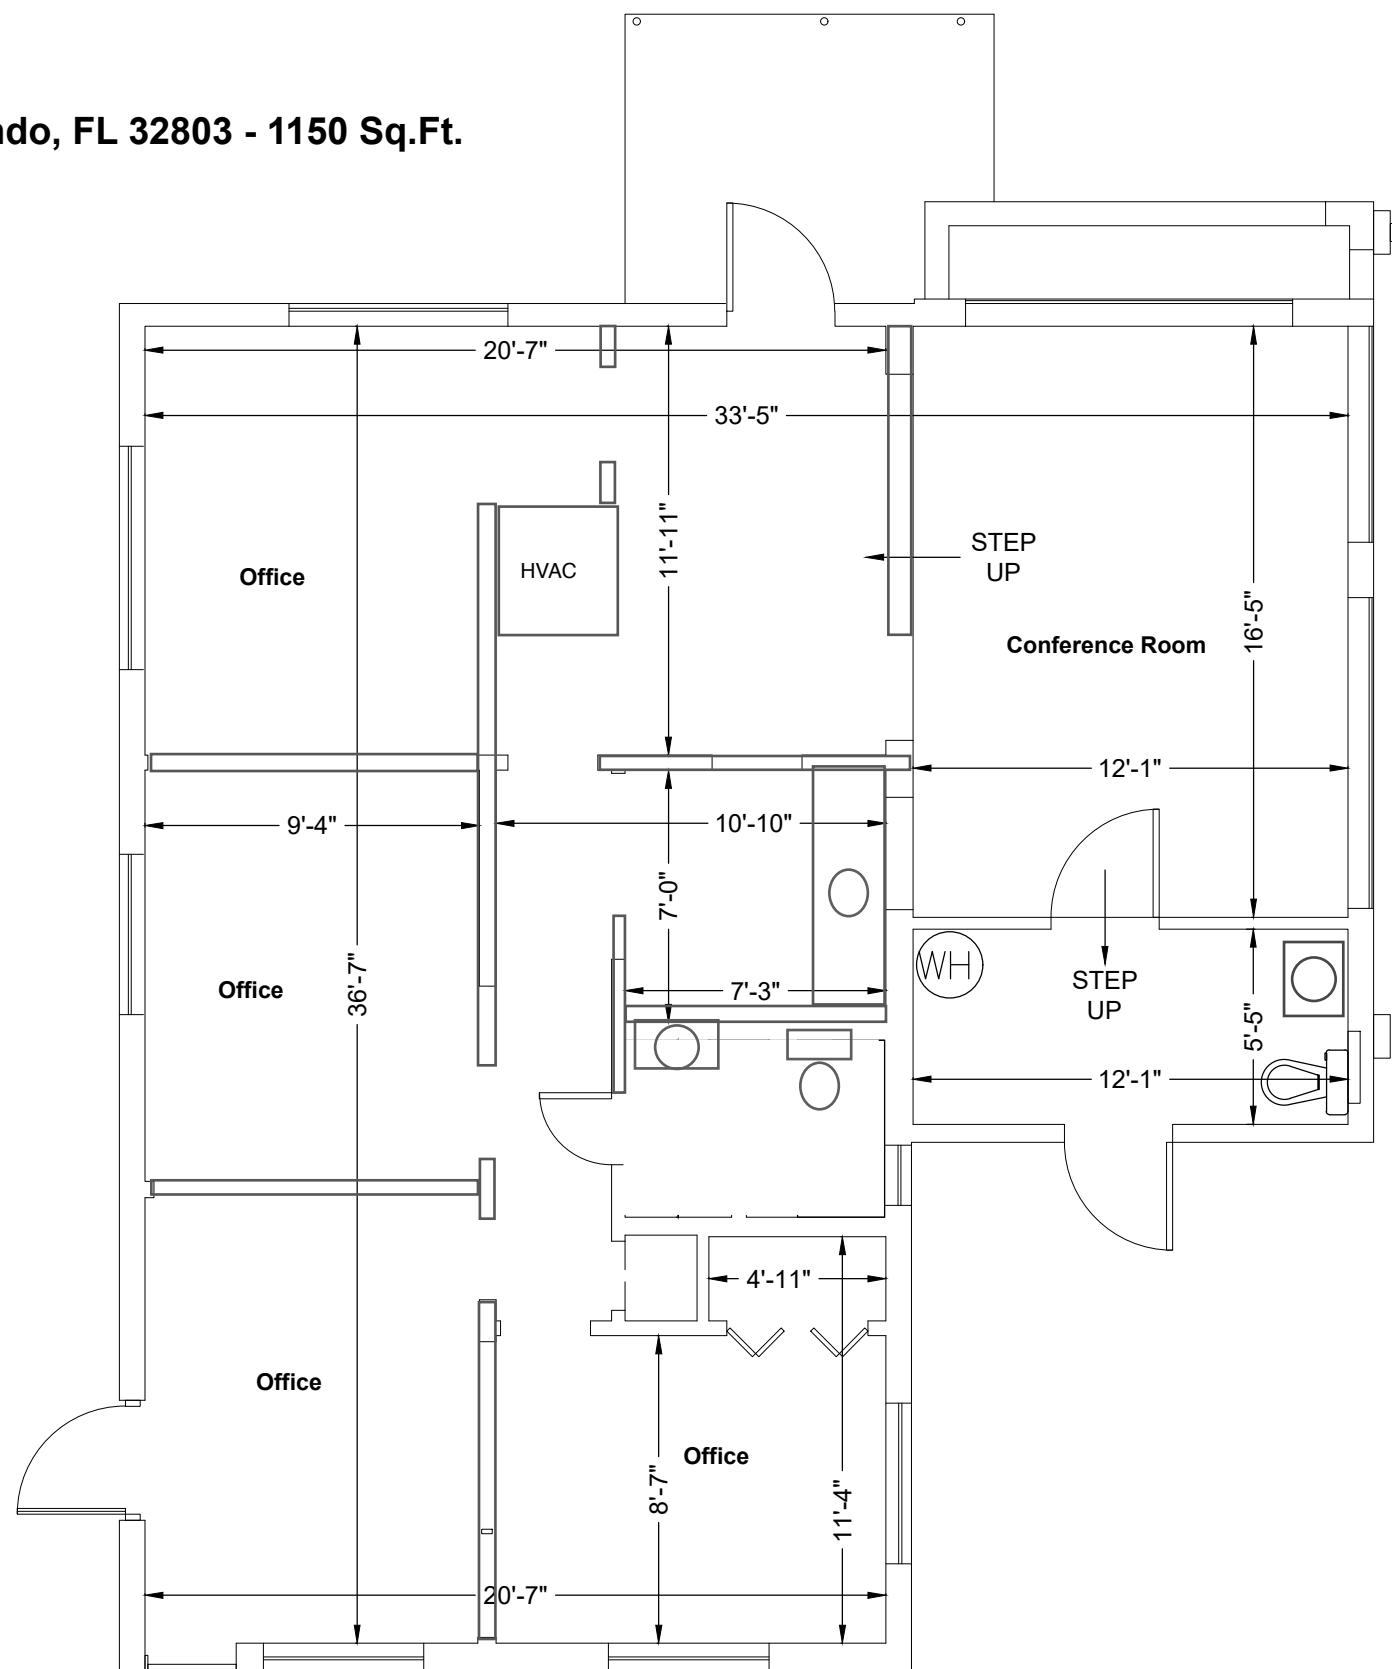 FL 32803 - 1150 Sq.Ft.
20'-7"
33'-5"
11'-11"
STEP
UP
HVAC
Office
16'-5"
Conference Room
12'-1"
9'-4"
10'-10"
7'-0"
WH
36'-7"
Office
7'-3"
STEP
UP
5'-5"
12'-1"
4'-11"
Office
Office
8'-7"
11'-4"
20'-7"